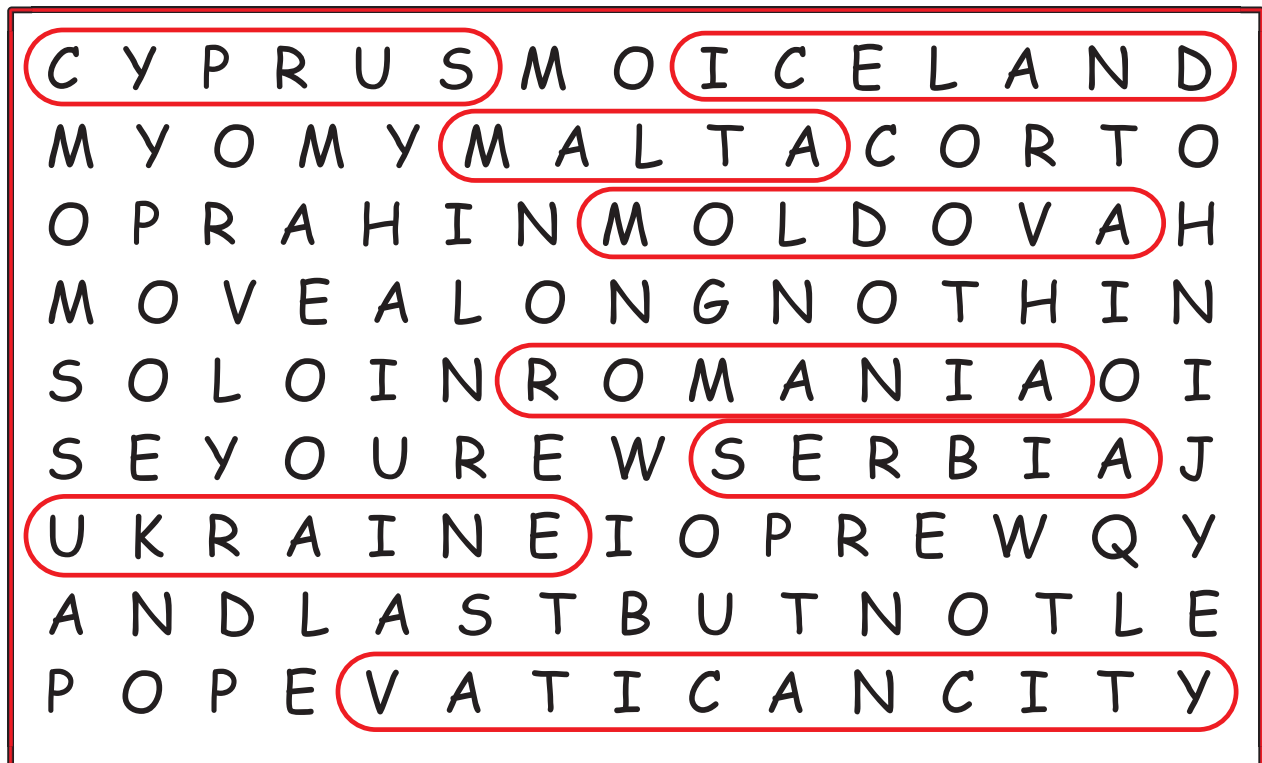 C Y P R U S M O I C E L A N D
M Y O M Y M A L T A C O R T O
O P R A H I N M O L D O V A H
M O V E A L O N G N O T H I N
S O L O I N R O M A N I A O I
S E Y O U R E W S E R B I A J
U K R A I N E I O P R E W Q Y
A N D L A S T B U T N O T L E
P O P E V A T I C A N C I T Y